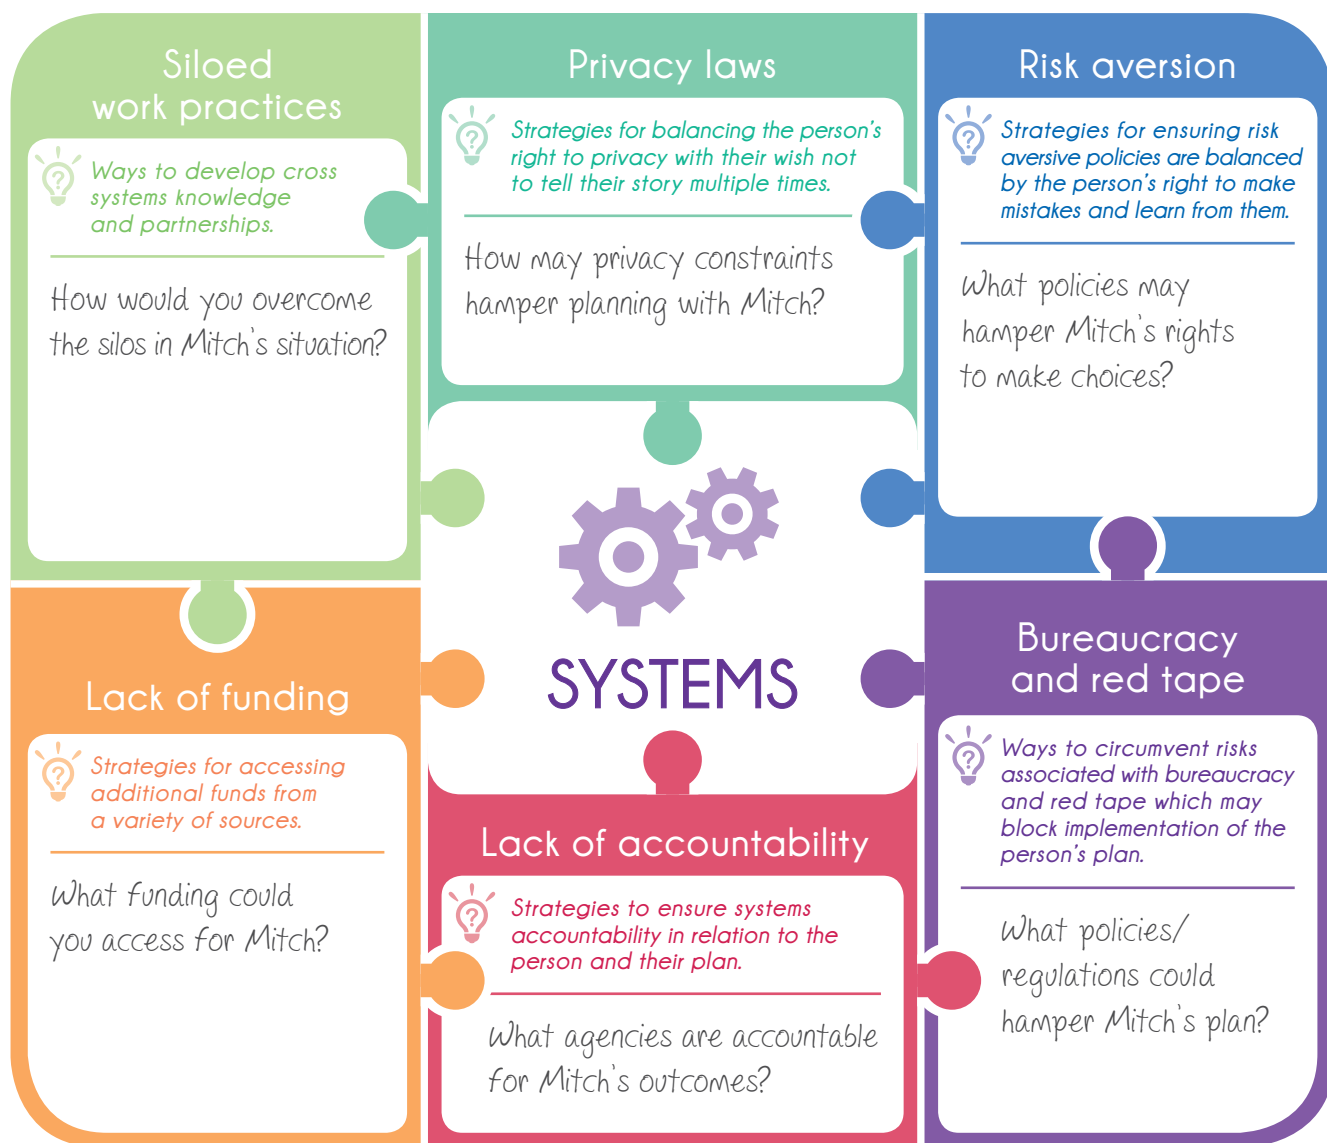 Siloed
work practices
Ways to develop cross
systems knowledge
and partnerships.
How would you overcome
the silos in Mitch's situation?
Privacy laws
Strategies for balancing the person's
right to privacy with their wish not
to tell their story multiple times.
How may privacy constraints
hamper planning with Mitch?
Risk aversion
Strategies for ensuring risk
aversive policies are balanced
by the person's right to make
mistakes and learn from them.
What policies may
hamper Mitch's rights
to make choices?
SYSTEMS
Lack of funding
Strategies for accessing
additional funds from
a variety of sources.
What funding could
you access for Mitch?
Lack of accountability
Strategies to ensure systems
accountability in relation to the
person and their plan.
What agencies are accountable
for Mitch's outcomes?
Bureaucracy
and red tape
Ways to circumvent risks
associated with bureaucracy
and red tape which may
block implementation of the
person's plan.
What policies/
regulations could
hamper Mitch's plan?